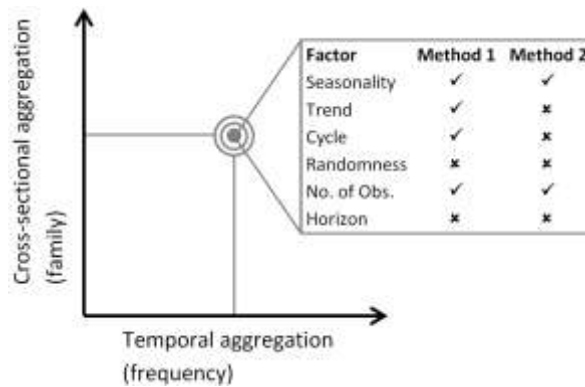 Factor Method 1 Method 2
Seasonality ✓ ✓
Trend ✓ ✖
Cycle ✓ ✖
Randomness ✖ ✖
No. of Obs. ✓ ✓
Horizon ✖ ✖
Cross-sectional aggregation
(family)
Temporal aggregation
(frequency)